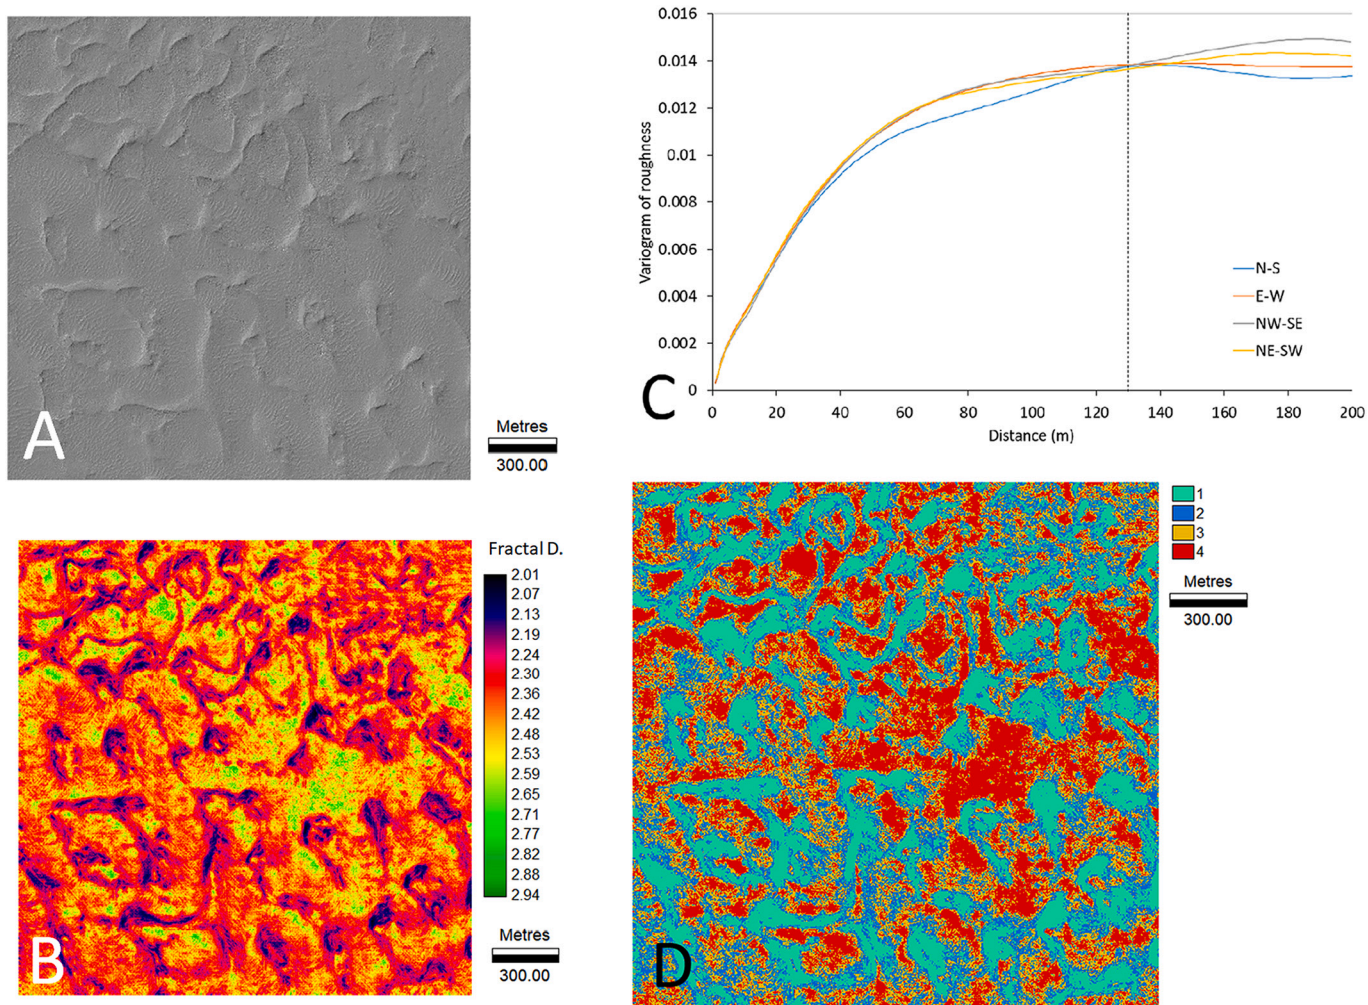 A
Metres
300.00
Variogram of roughness
0.016
0.014
0.012
0.01
0.008
0.006
0.004
0.002
0
0 20 40 60 80 100 120 140 160 180 200
Distance (m)
N-S
E-W
NW-SE
NE-SW
C
Fractal D.
2.01
2.07
2.13
2.19
2.24
2.30
2.36
2.42
2.48
2.53
2.59
2.65
2.71
2.77
2.82
2.88
2.94
Metres
300.00
B
1
2
3
4
Metres
300.00
D